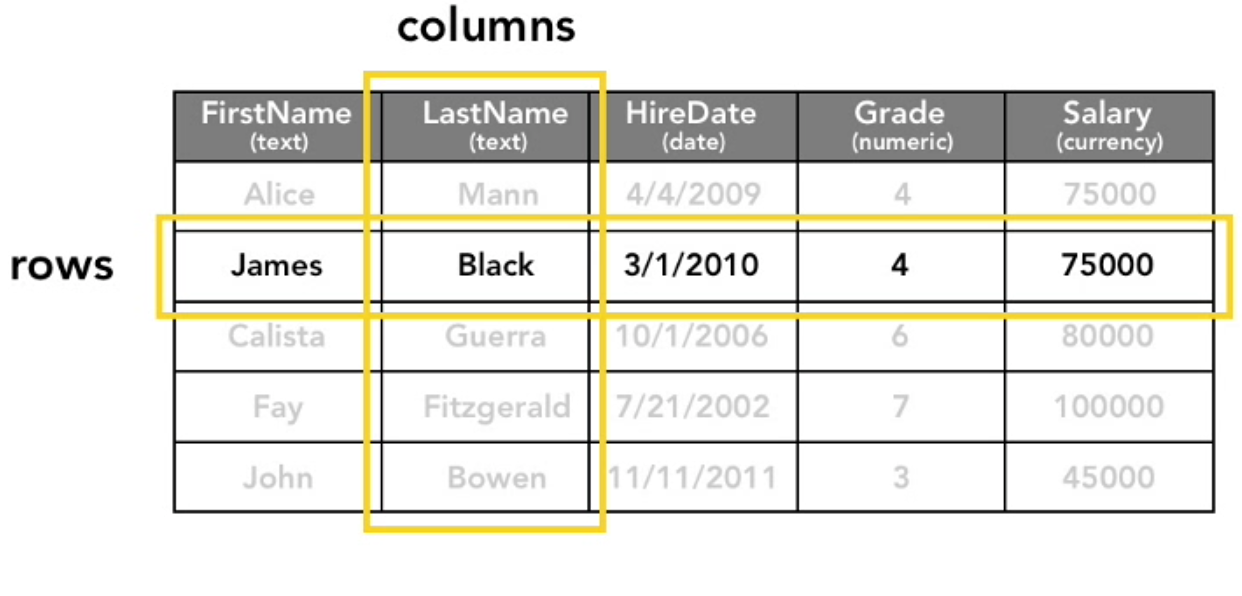 columns
FirstName LastName HireDate Grade Salary
(text) (text) (date) (numeric) (currency)
Alice Mann 4/4/2009 4 75000
rows James Black 3/1/2010 4 75000
Calista Guerra 10/1/2006 6 80000
Fay Fitzgerald 7/21/2002 7 100000
John Bowen 11/11/2011 3 45000